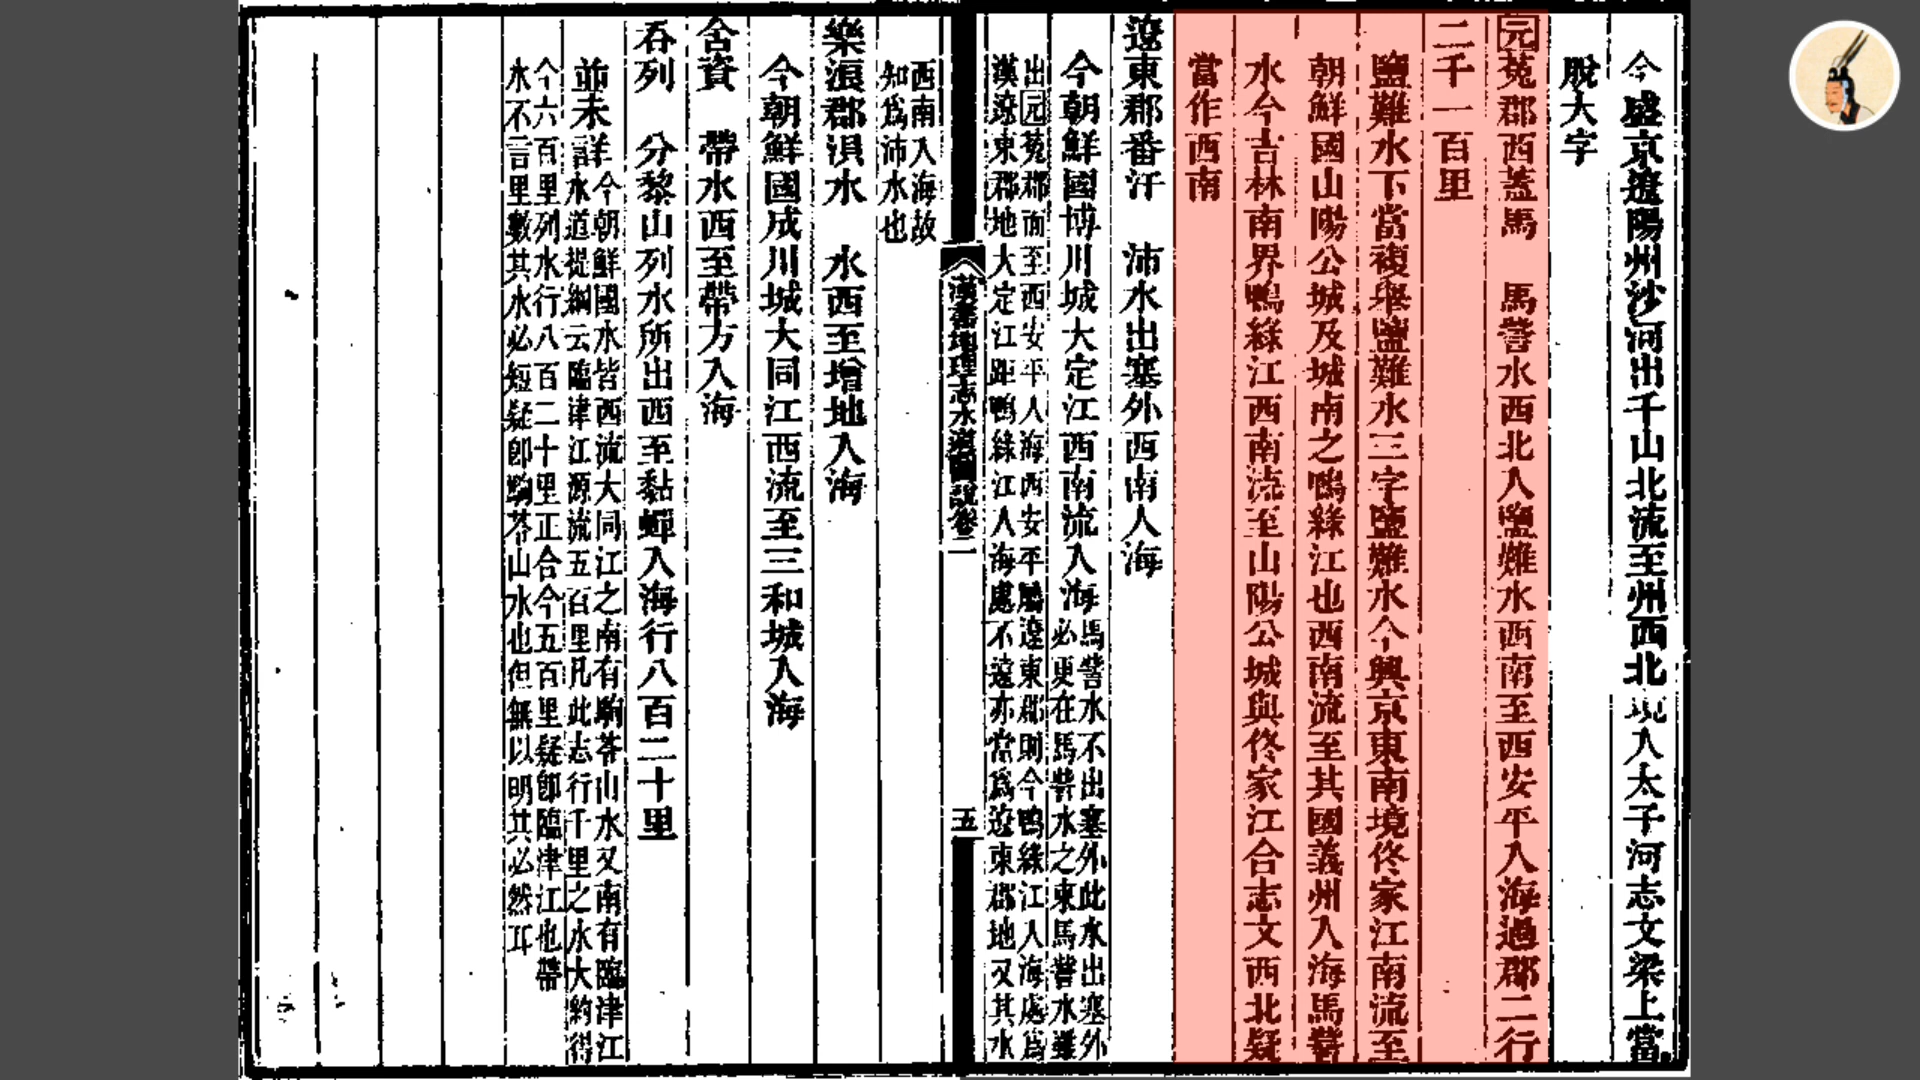 今盛京遼陽州沙河出千山北流至州西北境入太子河志文梁上當
脫大字
元菟郡西蓋馬　馬訾水西北入鹽難水西南至西安平入海過郡二行
二千一百里
鹽難水下當複舉鹽難水三字鹽難水今興京東南境佟家江南流至
朝鮮國山陽公城及城南之鴨綠江也西南流至其國義州入海馬訾
水今吉林南界鴨綠江西南流至山陽公城與佟家江合志文西北疑
當作西南
遼東郡番汗　沛水出塞外西南入海
今朝鮮國博川城大定江西南流入海馬訾水不出塞外此水出塞外
必更在馬訾水之東馬訾水雖
出元菟郡而至西安平入海西安平屬遼東郡則今鴨綠江入海處爲
漢遼東郡地大定江距鴨綠江入海處不遠亦當爲遼東郡地又其水
西南入海故
知爲沛水也
漢書地理志水道圖說卷二
五
樂浪郡浿水　水西至增地入海
今朝鮮國成川城大同江西流至三和城入海
含資　帶水西至帶方入海
吞列　分黎山列水所出西至黏蟬入海行八百二十里
並未詳今朝鮮國水皆西流大同江之南有駒荅山水又南有臨津江
水道提綱云臨津江源流五百里凡此志行千里之水大約得
今六百里列水行八百二十里正合今五百里疑卽臨津江也帶
水不言里數其水必短疑卽駒荅山水也但無以明其必然耳